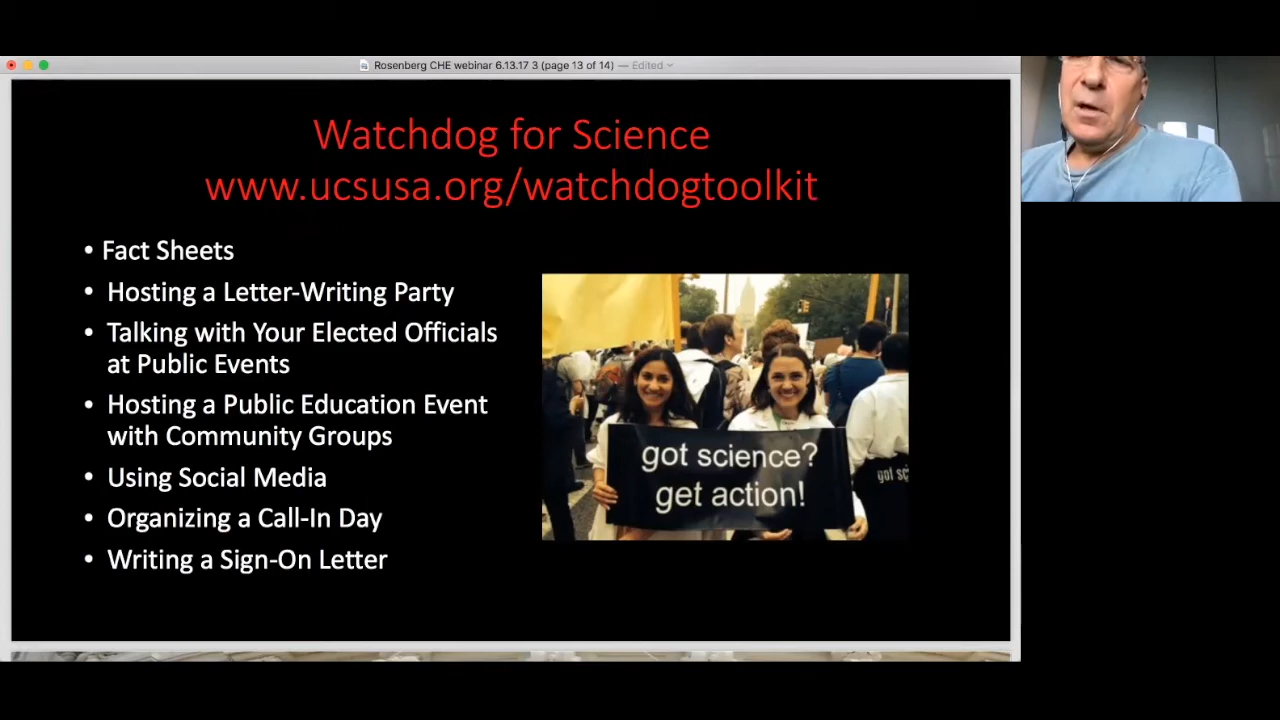 Rosenberg CHE webinar 6.13.17 3 (page 13 of 14) — Edited
Watchdog for Science
www.ucsusa.org/watchdogtoolkit
• Fact Sheets
• Hosting a Letter-Writing Party
• Talking with Your Elected Officials
at Public Events
• Hosting a Public Education Event
with Community Groups
• Using Social Media
• Organizing a Call-In Day
• Writing a Sign-On Letter
got science?
get action!
got sc